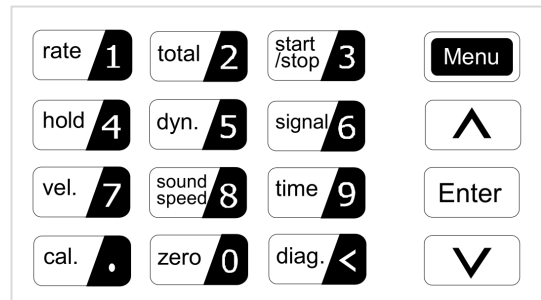 rate 1 total 2 start /stop 3 Menu
hold 4 dyn. 5 signal 6
vel. 7 sound speed 8 time 9 Enter
cal. . zero 0 diag. <